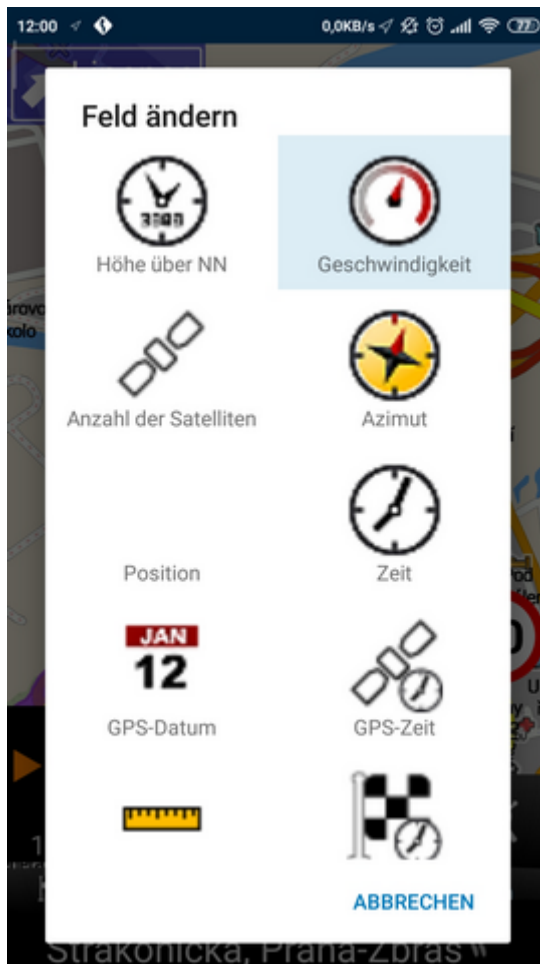 12:00 0,0KB/s 77
Feld ändern
Höhe über NN Geschwindigkeit
Anzahl der Satelliten Azimut
Position Zeit
JAN
12
GPS-Datum GPS-Zeit
ABBRECHEN
Strakonická, Praha-Zbras